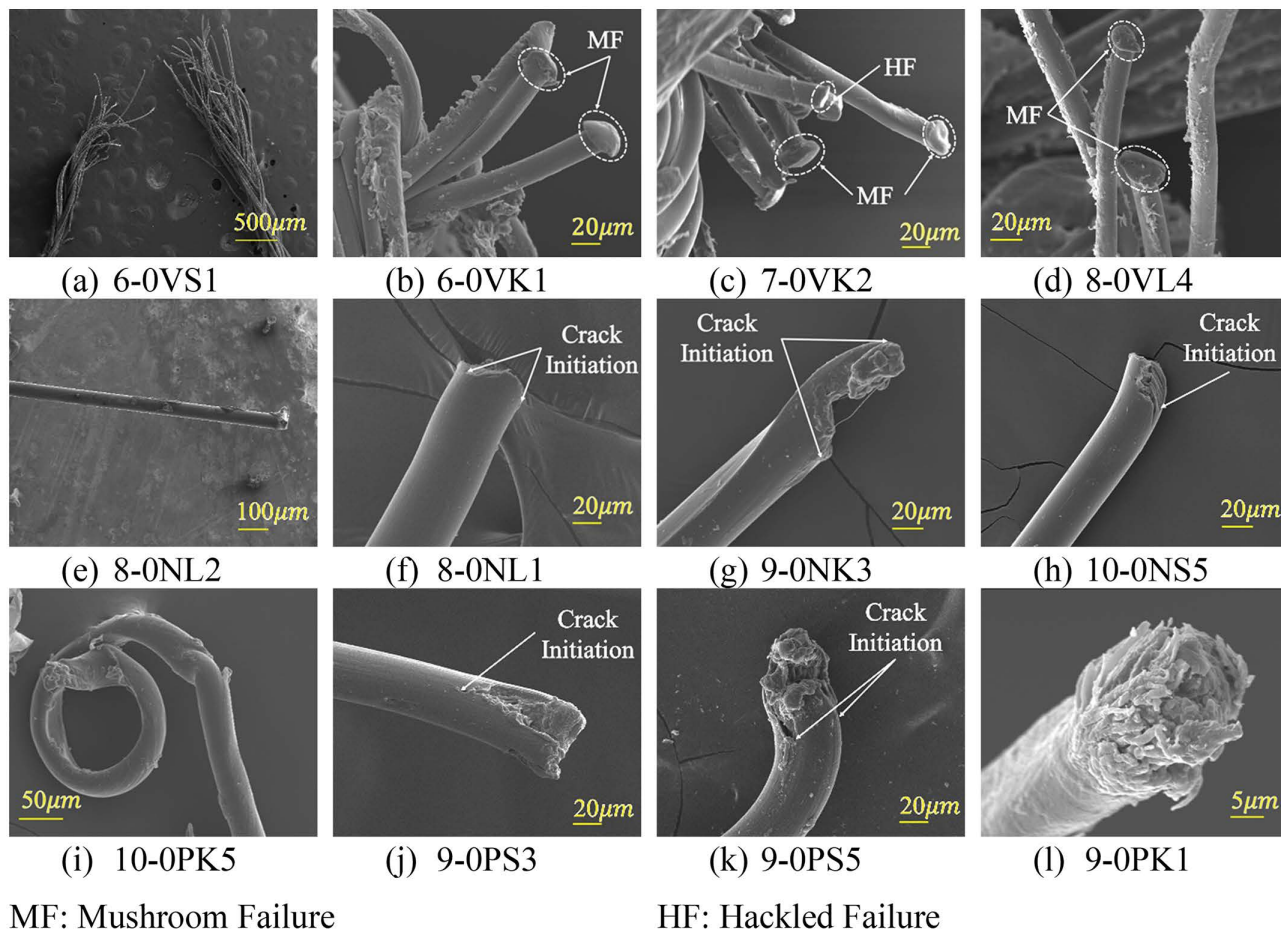 MF
HF
MF
MF
500μm
20μm
20μm
20μm
(a) 6-0VS1
(b) 6-0VK1
(c) 7-0VK2
(d) 8-0VL4
Crack
Initiation
Crack
Initiation
Crack
Initiation
100μm
20μm
20μm
20μm
(e) 8-0NL2
(f) 8-0NL1
(g) 9-0NK3
(h) 10-0NS5
Crack
Initiation
Crack
Initiation
50μm
20μm
20μm
5μm
(i) 10-0PK5
(j) 9-0PS3
(k) 9-0PS5
(l) 9-0PK1
MF: Mushroom Failure
HF: Hackled Failure